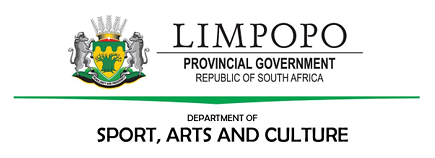 LIMPOPO
PROVINCIAL GOVERNMENT
REPUBLIC OF SOUTH AFRICA
DEPARTMENT OF
SPORT, ARTS AND CULTURE